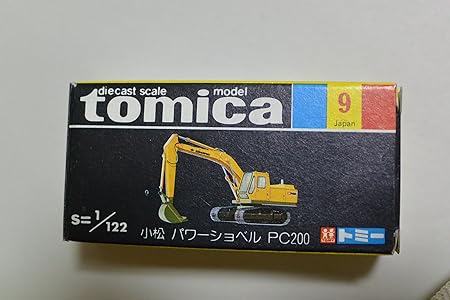 diecast scale model
tomica
9
Japan
S=1/122
小松 パワーショベル PC200
トミー